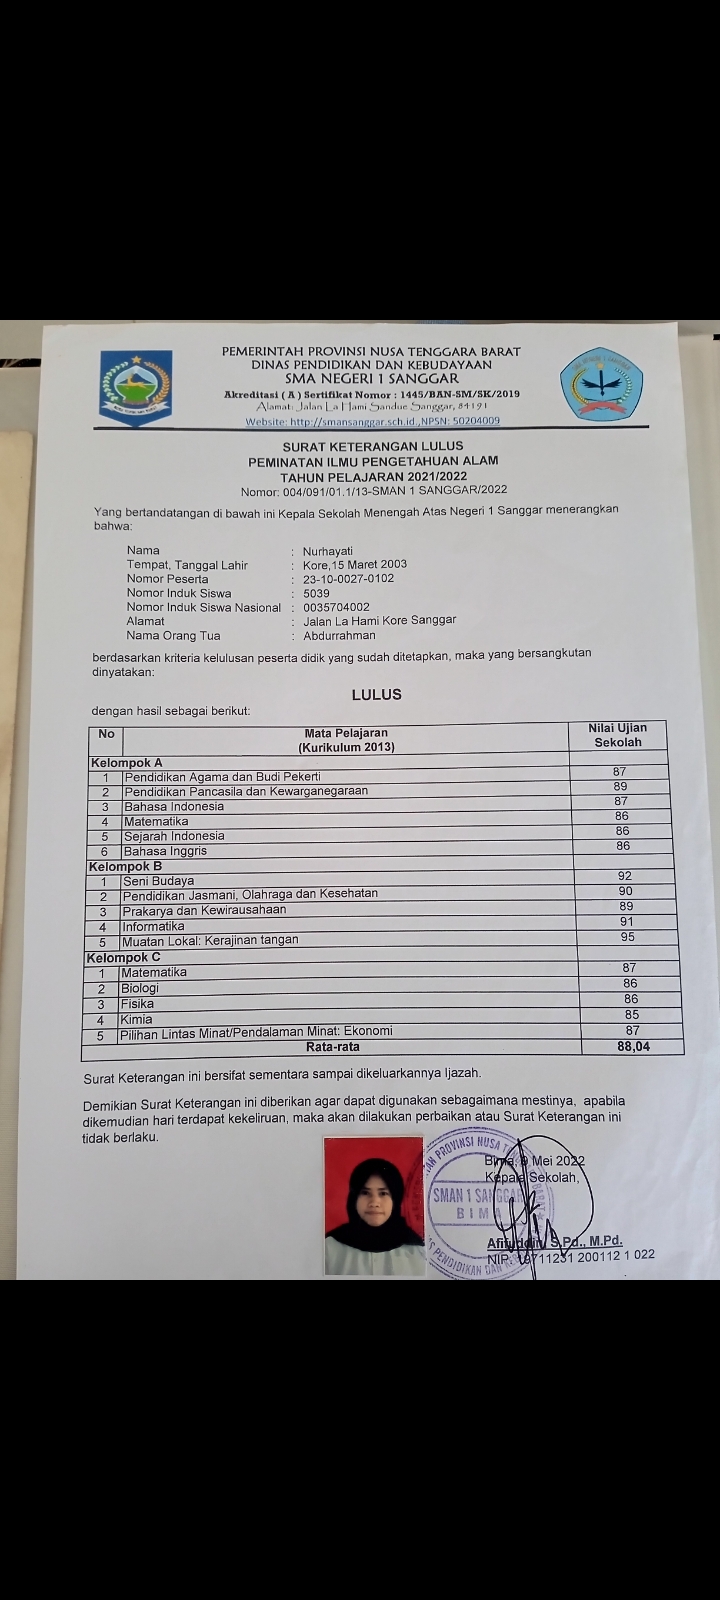 PEMERINTAH PROVINSI NUSA TENGGARA BARAT
DINAS PENDIDIKAN DAN KEBUDAYAAN
SMA NEGERI 1 SANGGAR
Akreditasi ( A ) Sertifikat Nomor : 1445/BAN-SM/SK/2019
Alamat: Jalan La Hami Sandue Sanggar, 84191
Website: http://smansanggar.sch.id.,NPSN: 50204009
SURAT KETERANGAN LULUS
PEMINATAN ILMU PENGETAHUAN ALAM
TAHUN PELAJARAN 2021/2022
Nomor: 004/091/01.1/13-SMAN 1 SANGGAR/2022
Yang bertandatangan di bawah ini Kepala Sekolah Menengah Atas Negeri 1 Sanggar menerangkan
bahwa:
Nama : Nurhayati
Tempat, Tanggal Lahir : Kore,15 Maret 2003
Nomor Peserta : 23-10-0027-0102
Nomor Induk Siswa : 5039
Nomor Induk Siswa Nasional : 0035704002
Alamat : Jalan La Hami Kore Sanggar
Nama Orang Tua : Abdurrahman
berdasarkan kriteria kelulusan peserta didik yang sudah ditetapkan, maka yang bersangkutan
dinyatakan:
LULUS
dengan hasil sebagai berikut:
No Mata Pelajaran (Kurikulum 2013) Nilai Ujian Sekolah
Kelompok A
1 Pendidikan Agama dan Budi Pekerti 87
2 Pendidikan Pancasila dan Kewarganegaraan 89
3 Bahasa Indonesia 87
4 Matematika 86
5 Sejarah Indonesia 86
6 Bahasa Inggris 86
Kelompok B
1 Seni Budaya 92
2 Pendidikan Jasmani, Olahraga dan Kesehatan 90
3 Prakarya dan Kewirausahaan 89
4 Informatika 91
5 Muatan Lokal: Kerajinan tangan 95
Kelompok C
1 Matematika 87
2 Biologi 86
3 Fisika 86
4 Kimia 85
5 Pilihan Lintas Minat/Pendalaman Minat: Ekonomi 87
Rata-rata 88,04
Surat Keterangan ini bersifat sementara sampai dikeluarkannya Ijazah.
Demikian Surat Keterangan ini diberikan agar dapat digunakan sebagaimana mestinya, apabila
dikemudian hari terdapat kekeliruan, maka akan dilakukan perbaikan atau Surat Keterangan ini
tidak berlaku.
Bima, Mei 2022
Kepala Sekolah,
PROVINSI NUSA
SMAN 1 SANGGAR
BIMA
PENDIDIKAN DAN
Afifuddin, S.Pd., M.Pd.
NIP. 19711231 200112 1 022